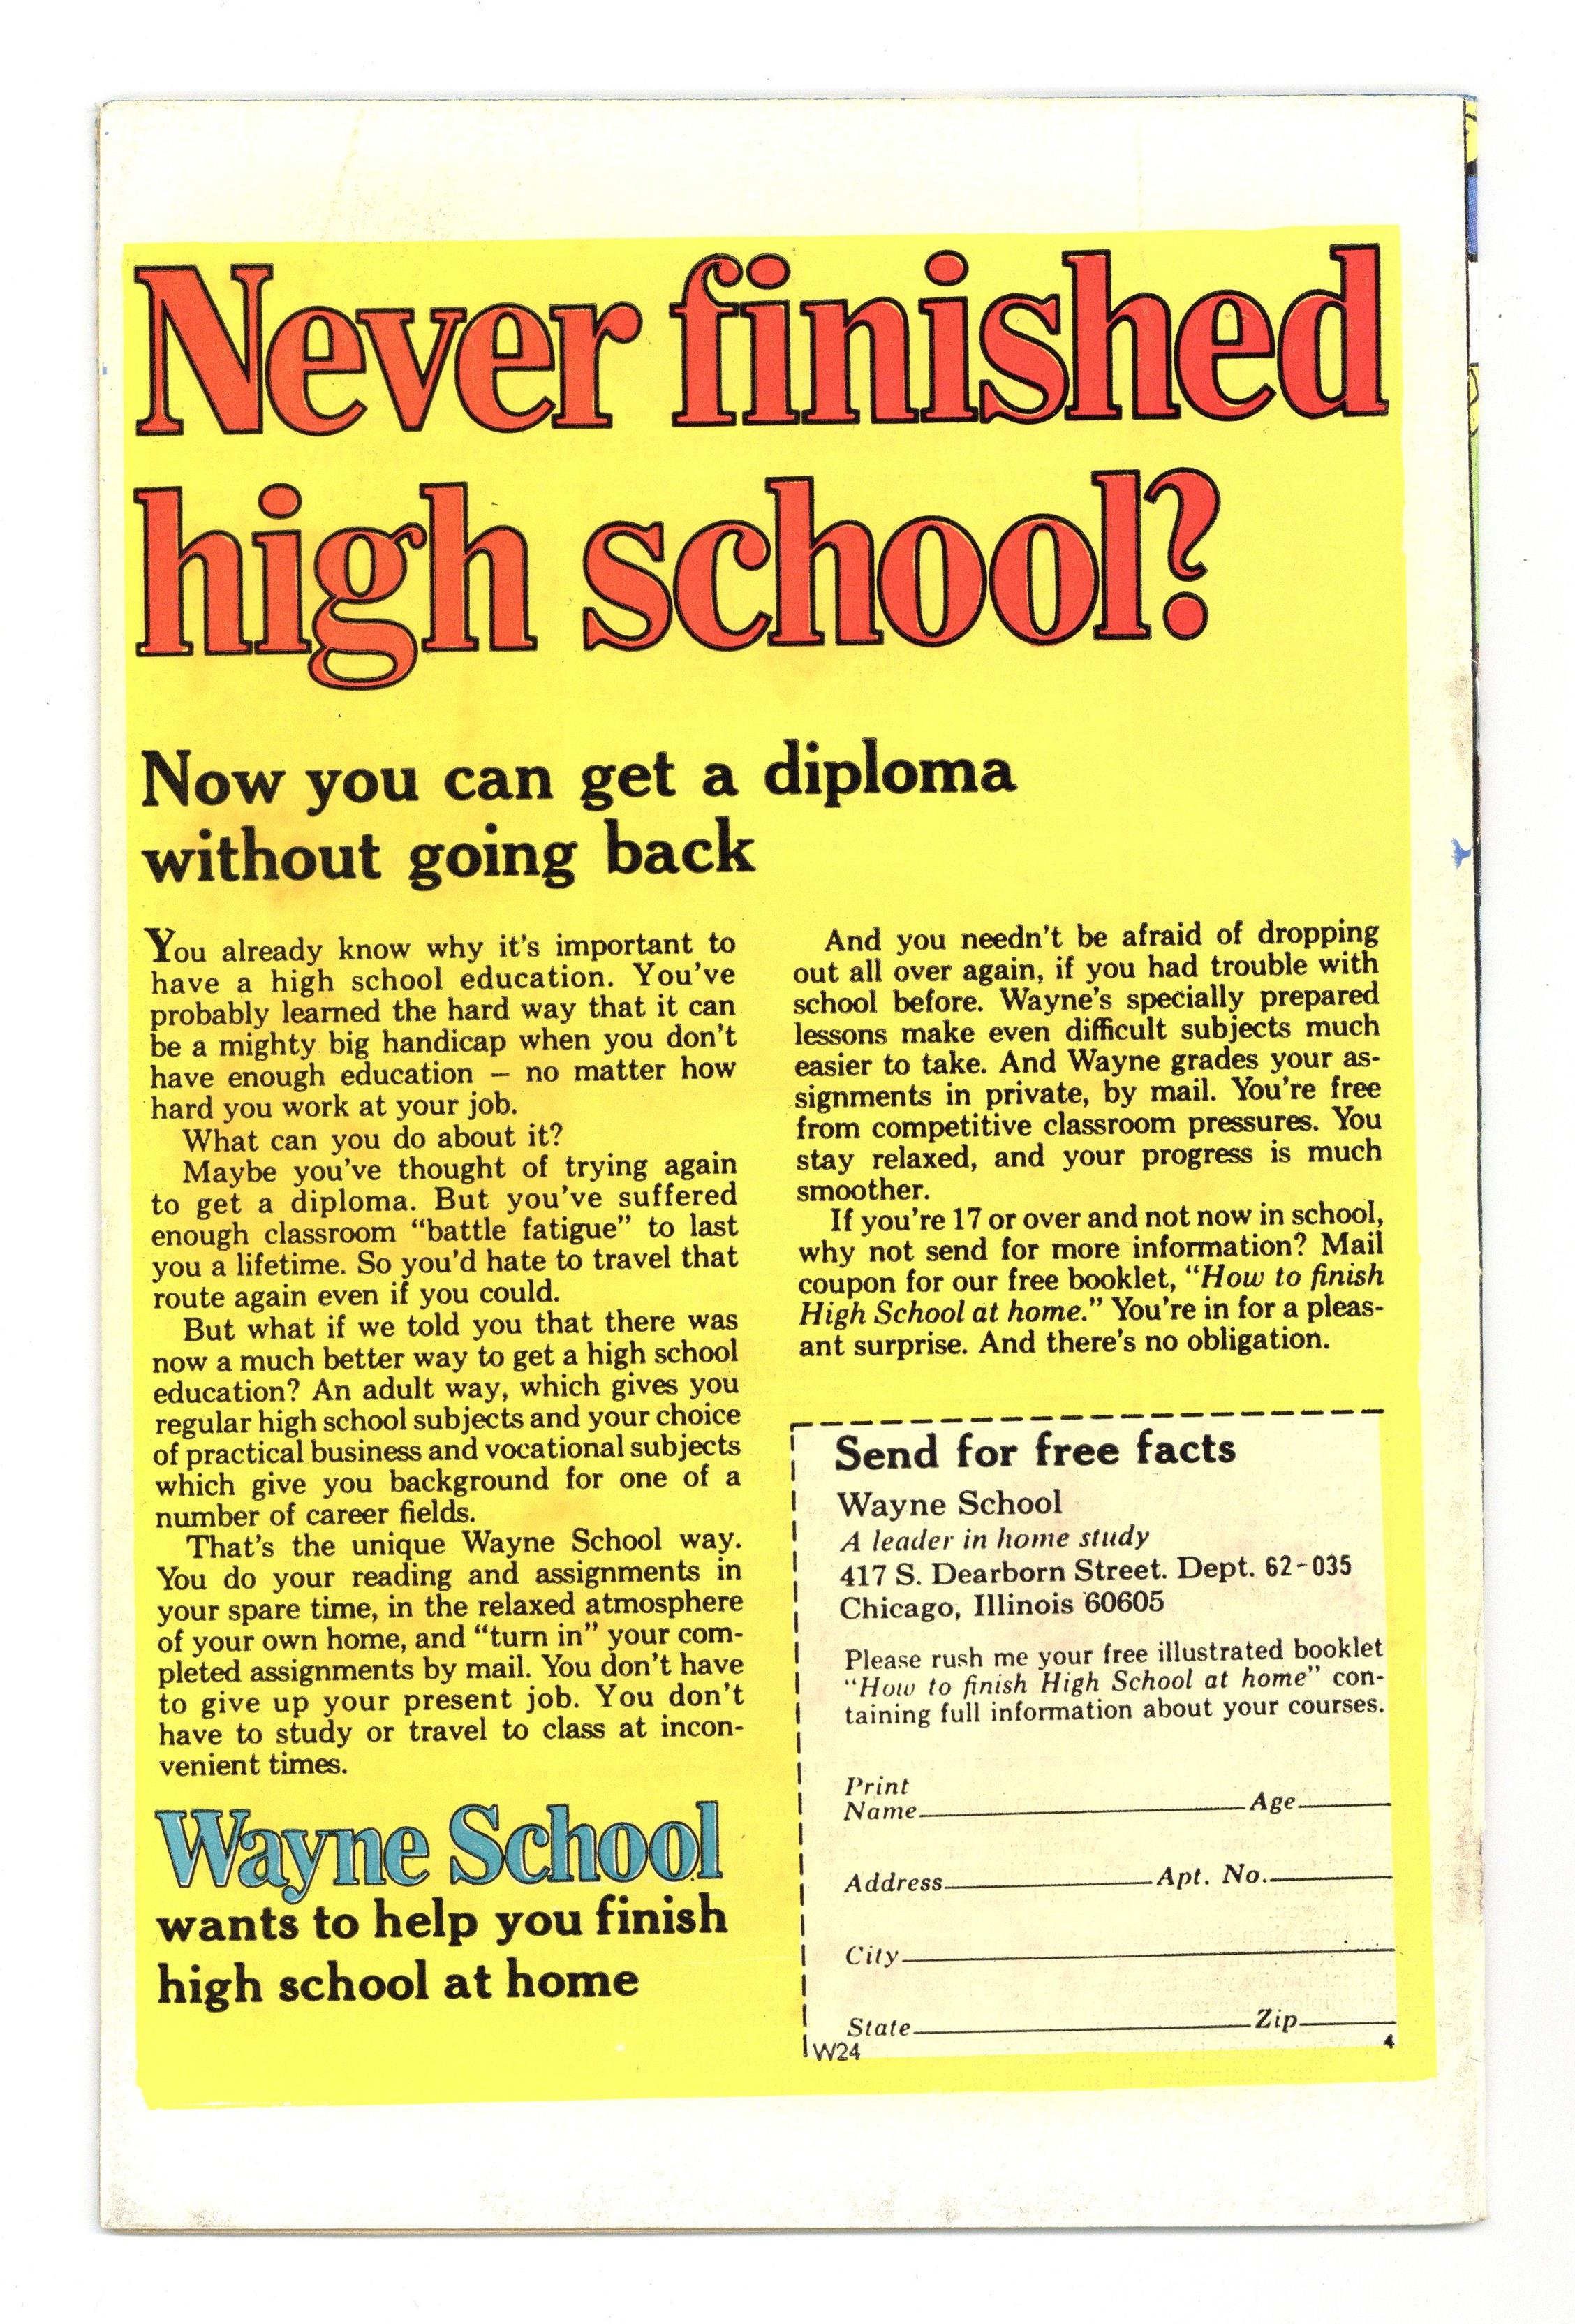 Never finished
high school?
Now you can get a diploma
without going back
You already know why it's important to
have a high school education. You've
probably learned the hard way that it can
be a mighty big handicap when you don't
have enough education – no matter how
hard you work at your job.
What can you do about it?
Maybe you've thought of trying again
to get a diploma. But you've suffered
enough classroom “battle fatigue” to last
you a lifetime. So you'd hate to travel that
route again even if you could.
But what if we told you that there was
now a much better way to get a high school
education? An adult way, which gives you
regular high school subjects and your choice
of practical business and vocational subjects
which give you background for one of a
number of career fields.
That's the unique Wayne School way.
You do your reading and assignments in
your spare time, in the relaxed atmosphere
of your own home, and “turn in” your com-
pleted assignments by mail. You don't have
to give up your present job. You don't
have to study or travel to class at incon-
venient times.
Wayne School
wants to help you finish
high school at home
And you needn't be afraid of dropping
out all over again, if you had trouble with
school before. Wayne's specially prepared
lessons make even difficult subjects much
easier to take. And Wayne grades your as-
signments in private, by mail. You're free
from competitive classroom pressures. You
stay relaxed, and your progress is much
smoother.
If you're 17 or over and not now in school,
why not send for more information? Mail
coupon for our free booklet, “How to finish
High School at home.” You're in for a pleas-
ant surprise. And there's no obligation.
Send for free facts
Wayne School
A leader in home study
417 S. Dearborn Street. Dept. 62-035
Chicago, Illinois 60605
Please rush me your free illustrated booklet
“How to finish High School at home” con-
taining full information about your courses.
Print
Name Age
Address Apt. No.
City
State Zip
W24 4